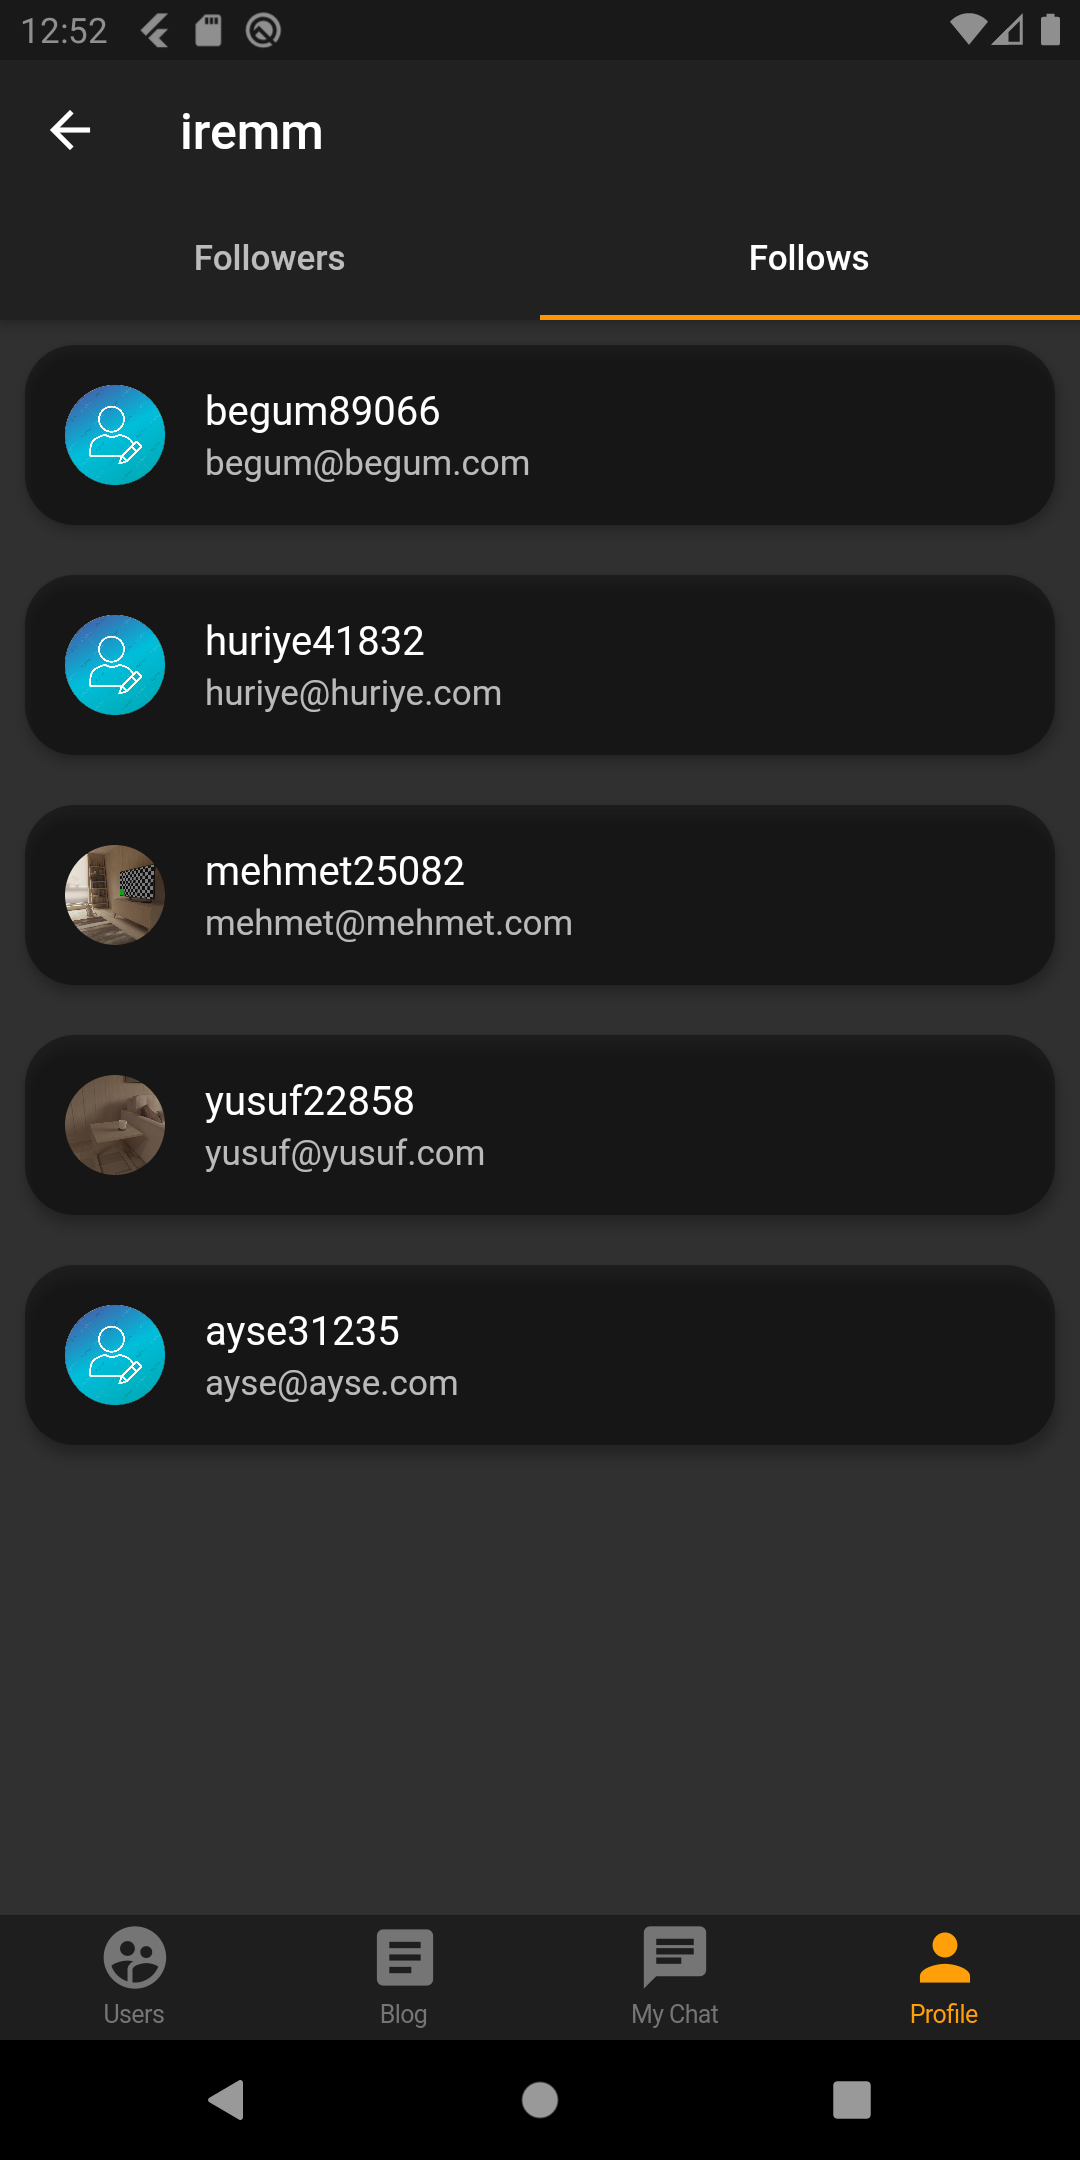 12:52
iremm
Followers
Follows
begum89066
begum@begum.com
huriye41832
huriye@huriye.com
mehmet25082
mehmet@mehmet.com
yusuf22858
yusuf@yusuf.com
ayse31235
ayse@ayse.com
Users
Blog
My Chat
Profile